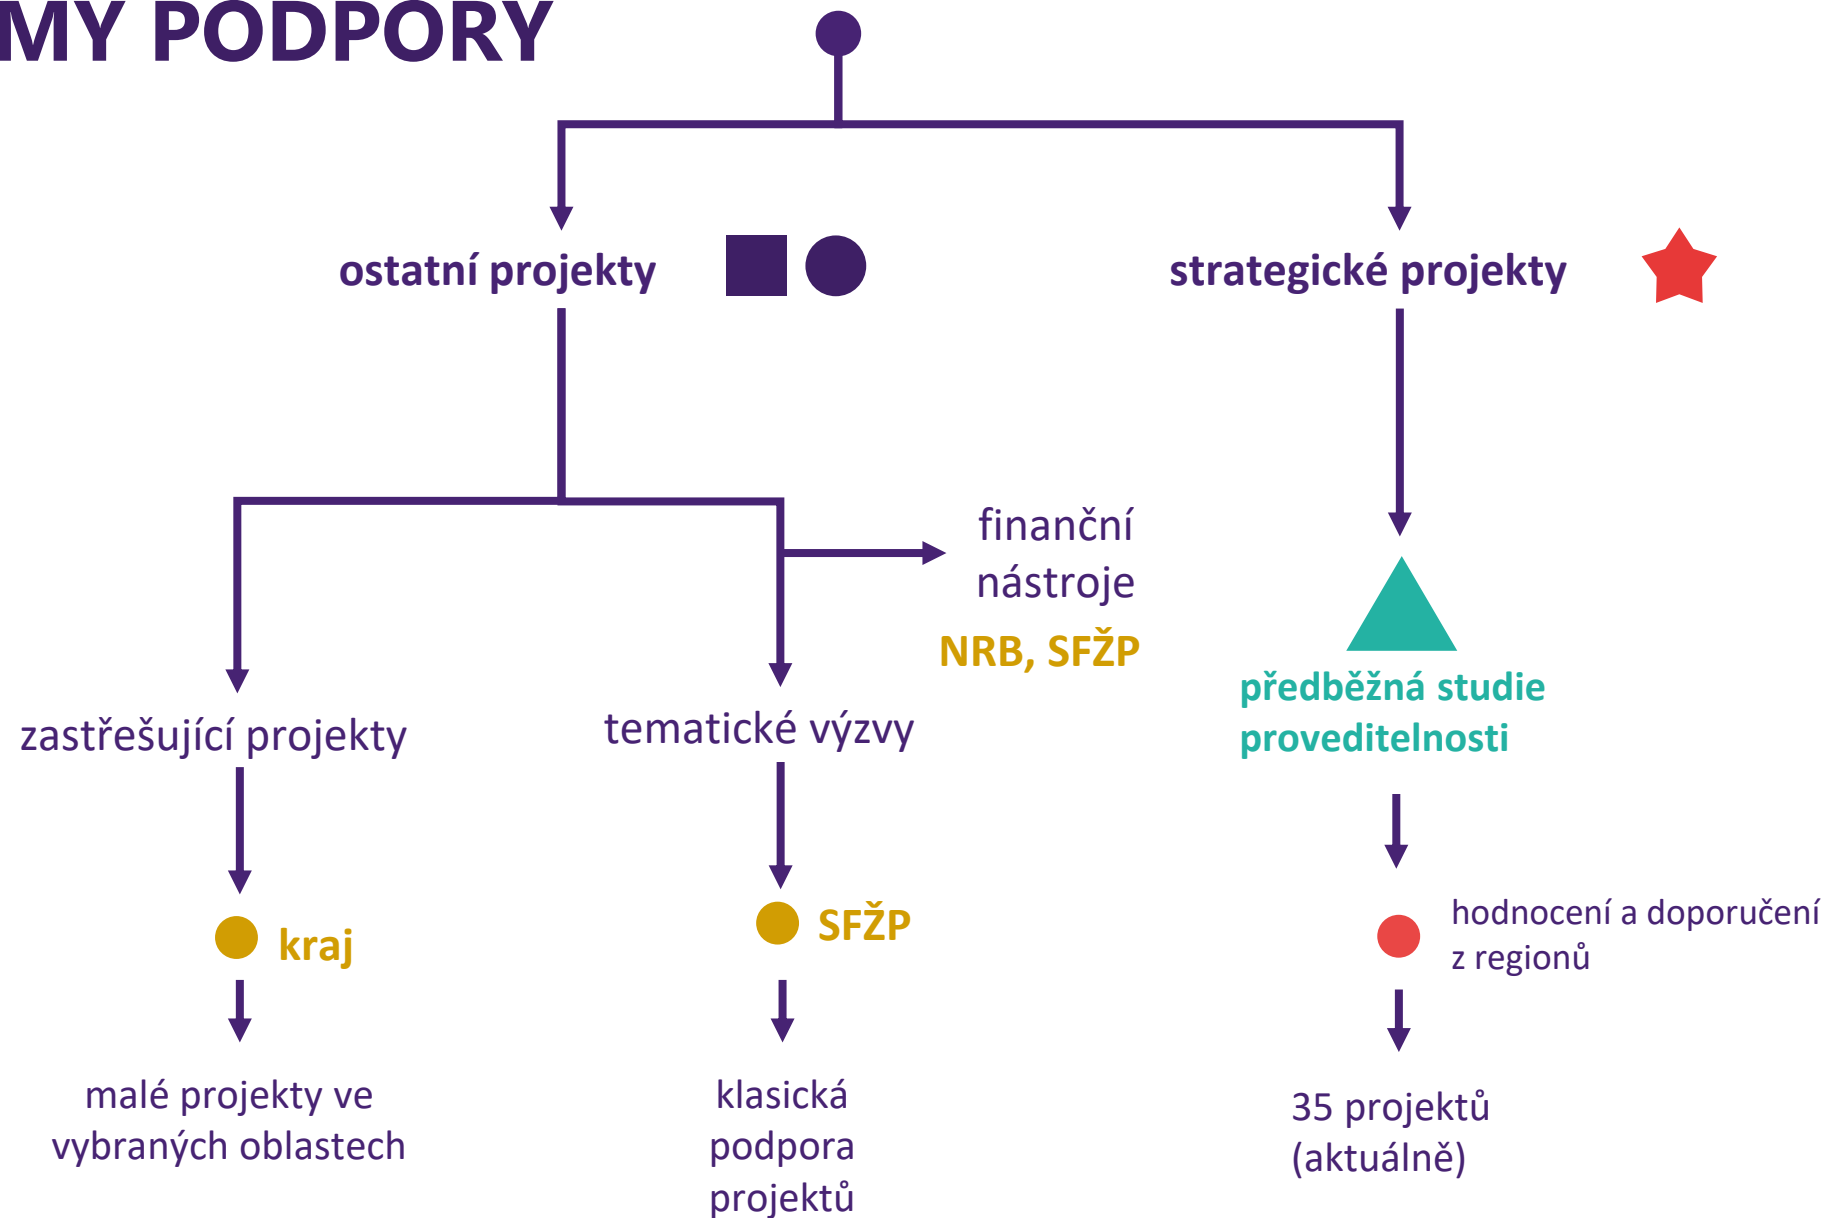 MY PODPORY
ostatní projekty
strategické projekty
finanční
nástroje
NRB, SFŽP
zastřešující projekty
tematické výzvy
předběžná studie
proveditelnosti
kraj
SFŽP
hodnocení a doporučení
z regionů
malé projekty ve
vybraných oblastech
klasická
podpora
projektů
35 projektů
(aktuálně)